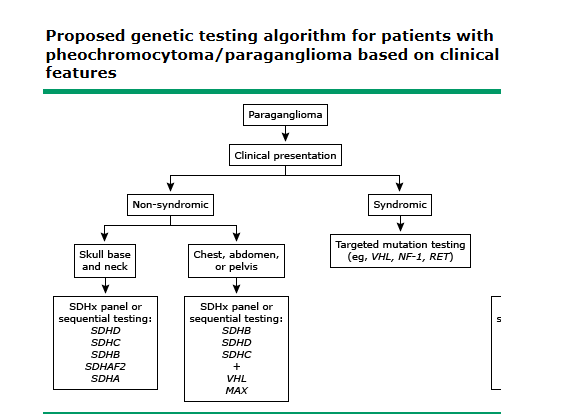 Proposed genetic testing algorithm for patients with
pheochromocytoma/paraganglioma based on clinical
features
Paraganglioma
Clinical presentation
Non-syndromic
Syndromic
Skull base
and neck
Chest, abdomen,
or pelvis
Targeted mutation testing
(eg, VHL, NF-1, RET)
SDHx panel or
sequential testing:
SDHD
SDHC
SDHB
SDHAF2
SDHA
SDHx panel or
sequential testing:
SDHB
SDHD
SDHC
+
VHL
MAX
s